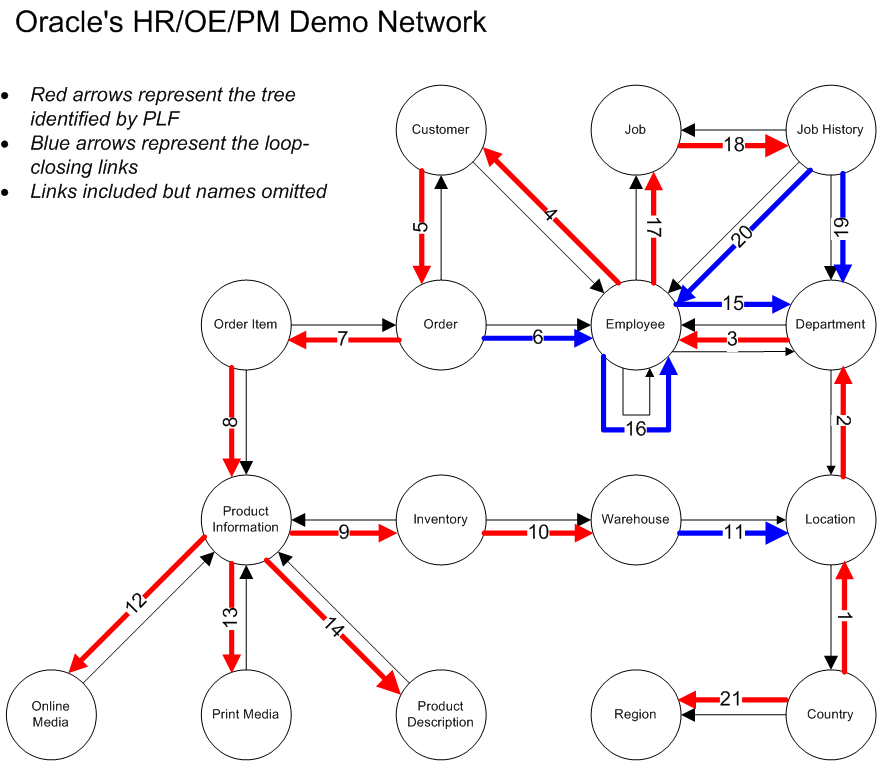 Oracle's HR/OE/PM Demo Network
• Red arrows represent the tree
identified by PLF
• Blue arrows represent the loop-
closing links
• Links included but names omitted
Customer
Job
Job History
18
4
5
17
20
19
15
Order Item
Order
Employee
Department
7
6
3
16
8
2
Product
Information
Inventory
Warehouse
Location
9
10
11
12
13
14
1
Online
Media
Print Media
Product
Description
Region
21
Country